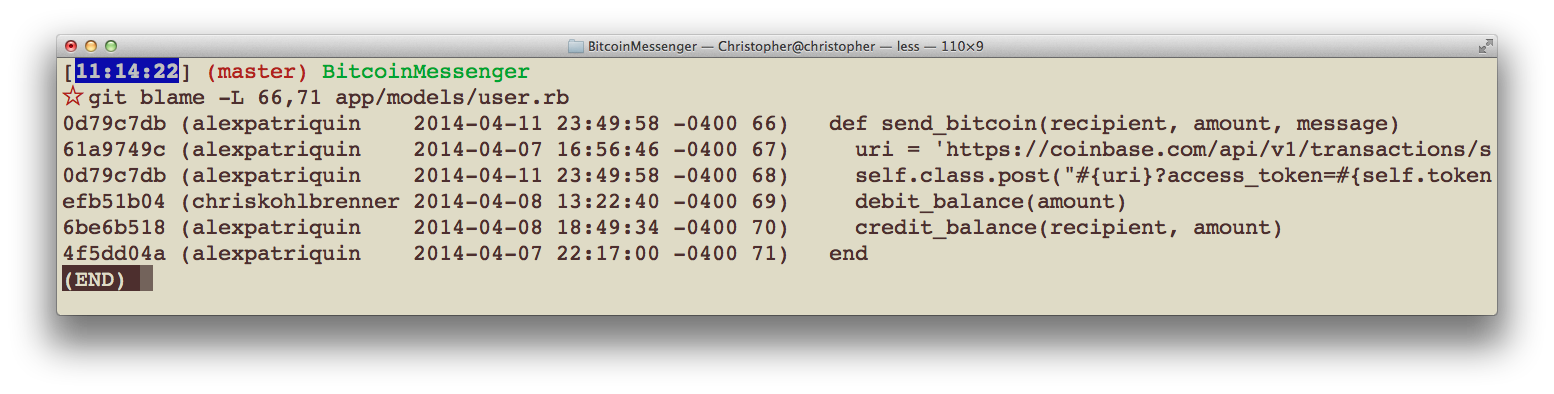 BitcoinMessenger — Christopher@christopher — less — 110×9
[11:14:22] (master) BitcoinMessenger
☆git blame -L 66,71 app/models/user.rb
0d79c7db (alexpatriquin    2014-04-11 23:49:58 -0400 66)   def send_bitcoin(recipient, amount, message)
61a9749c (alexpatriquin    2014-04-07 16:56:46 -0400 67)     uri = 'https://coinbase.com/api/v1/transactions/s
0d79c7db (alexpatriquin    2014-04-11 23:49:58 -0400 68)     self.class.post("#{uri}?access_token=#{self.token
efb51b04 (chriskohlbrenner 2014-04-08 13:22:40 -0400 69)     debit_balance(amount)
6be6b518 (alexpatriquin    2014-04-08 18:49:34 -0400 70)     credit_balance(recipient, amount)
4f5dd04a (alexpatriquin    2014-04-07 22:17:00 -0400 71)   end
(END)